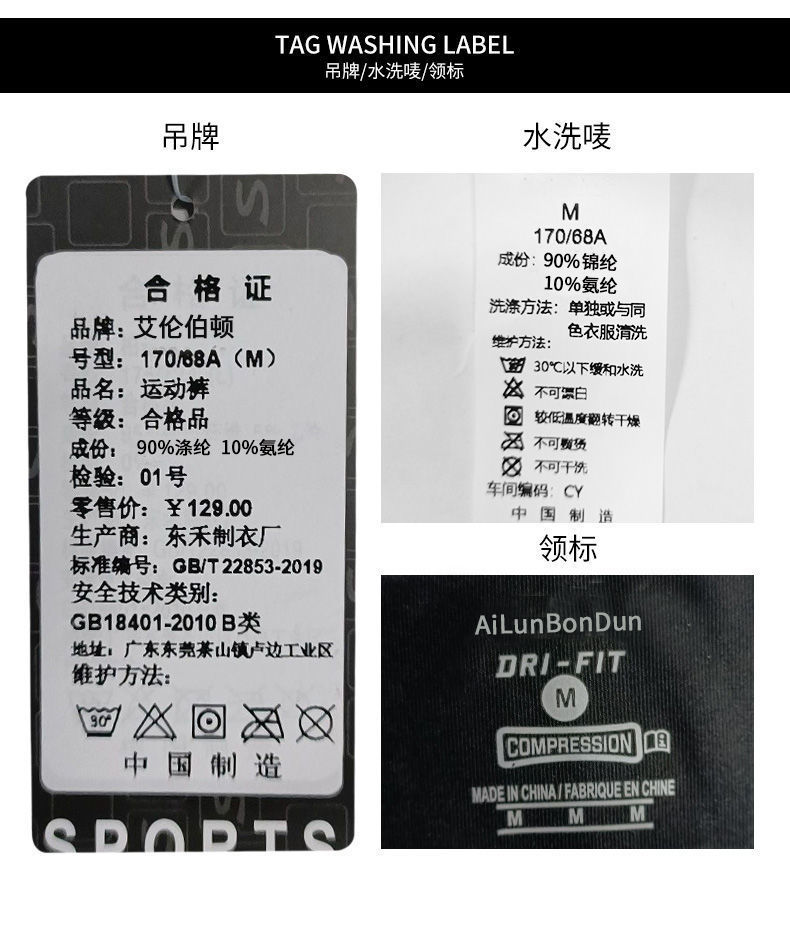 TAG WASHING LABEL
吊牌/水洗唛/领标
吊牌
合格证
品牌：艾伦伯顿
号型：170/68A（M）
品名：运动裤
等级：合格品
成份： 90%涤纶 10%氨纶
检验：01号
零售价：￥129.00
生产商：东禾制衣厂
标准编号：GB/T 22853-2019
安全技术类别：
GB18401-2010 B类
地址：广东东莞茶山镇卢边工业区
维护方法：
30°
中国制造
SPORTS
水洗唛
M
170/68A
成份：90%锦纶
10%氨纶
洗涤方法：单独或与同
色衣服清洗
维护方法：
30℃以下缓和水洗
不可漂白
较低温度翻转干燥
不可熨烫
不可干洗
车间编码：CY
中国制造
领标
AiLunBonDun
DRI-FIT
M
COMPRESSION
MADE IN CHINA / FABRIQUE EN CHINE
M M M